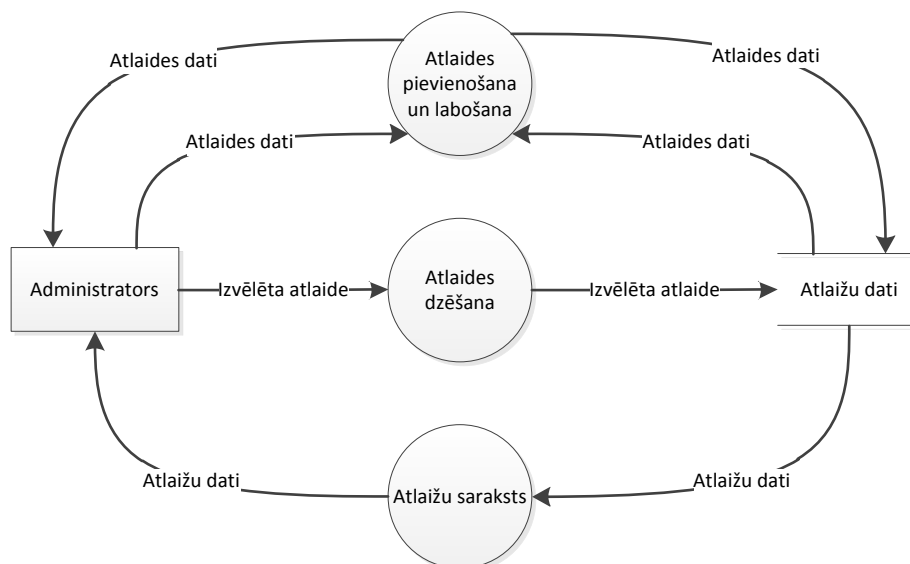 Atlaides dati
Atlaides
pievienošana
un labošana
Atlaides dati
Atlaides dati
Atlaides dati
Administrators
Izvēlēta atlaide
Atlaides
dzēšana
Izvēlēta atlaide
Atlaižu dati
Atlaižu dati
Atlaižu saraksts
Atlaižu dati